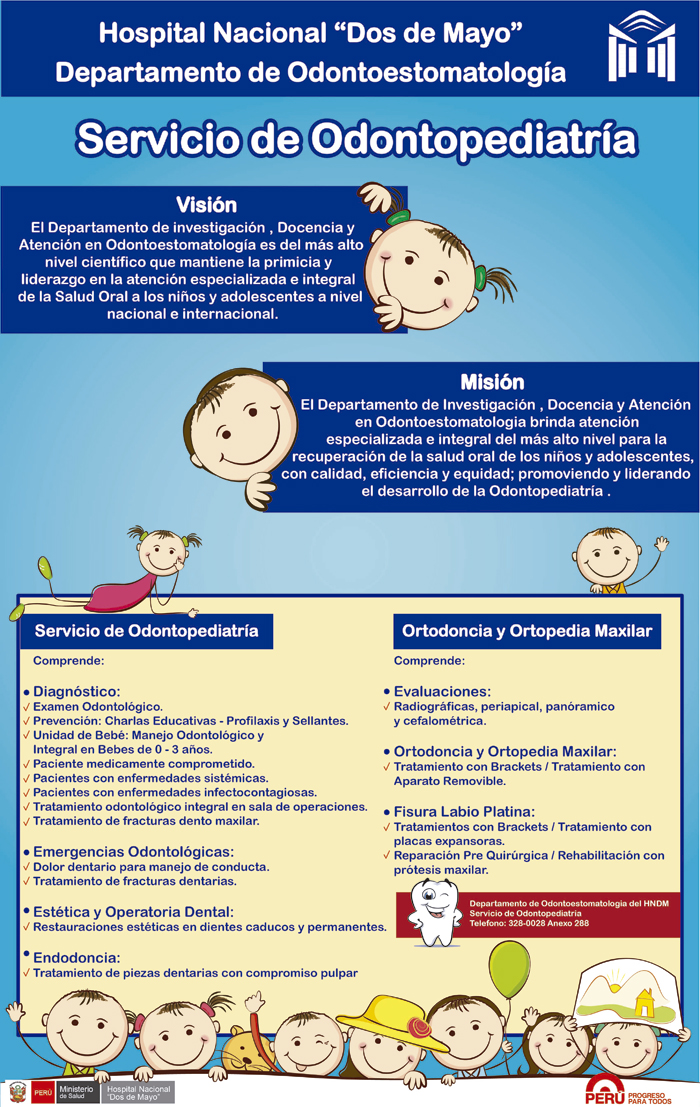 Hospital Nacional “Dos de Mayo”
Departamento de Odontoestomatología
Servicio de Odontopediatría
Visión
El Departamento de investigación , Docencia y
Atención en Odontoestomatología es del más alto
nivel científico que mantiene la primicia y
liderazgo en la atención especializada e integral
de la Salud Oral a los niños y adolescentes a nivel
nacional e internacional.
Misión
El Departamento de Investigación , Docencia y Atención
en Odontoestomatologia brinda atención
especializada e integral del más alto nivel para la
recuperación de la salud oral de los niños y adolescentes,
con calidad, eficiencia y equidad; promoviendo y liderando
el desarrollo de la Odontopediatría .
Servicio de Odontopediatría
Comprende:
• Diagnóstico:
✓ Examen Odontológico.
✓ Prevención: Charlas Educativas - Profilaxis y Sellantes.
✓ Unidad de Bebé: Manejo Odontológico y
Integral en Bebes de 0 - 3 años.
✓ Paciente medicamente comprometido.
✓ Pacientes con enfermedades sistémicas.
✓ Pacientes con enfermedades infectocontagiosas.
✓ Tratamiento odontológico integral en sala de operaciones.
✓ Tratamiento de fracturas dento maxilar.
• Emergencias Odontológicas:
✓ Dolor dentario para manejo de conducta.
✓ Tratamiento de fracturas dentarias.
• Estética y Operatoria Dental:
✓ Restauraciones estéticas en dientes caducos y permanentes.
• Endodoncia:
✓ Tratamiento de piezas dentarias con compromiso pulpar
Ortodoncia y Ortopedia Maxilar
Comprende:
• Evaluaciones:
✓ Radiográficas, periapical, panóramico
y cefalométrica.
• Ortodoncia y Ortopedia Maxilar:
✓ Tratamiento con Brackets / Tratamiento con
Aparato Removible.
• Fisura Labio Platina:
✓ Tratamientos con Brackets / Tratamiento con
placas expansoras.
✓ Reparación Pre Quirúrgica / Rehabilitación con
prótesis maxilar.
Departamento de Odontoestomatologia del HNDM
Servicio de Odontopediatria
Telefono: 328-0028 Anexo 288
PERÚ
Ministerio
de Salud
Hospital Nacional
"Dos de Mayo"
PERÚ
PROGRESO
PARA TODOS